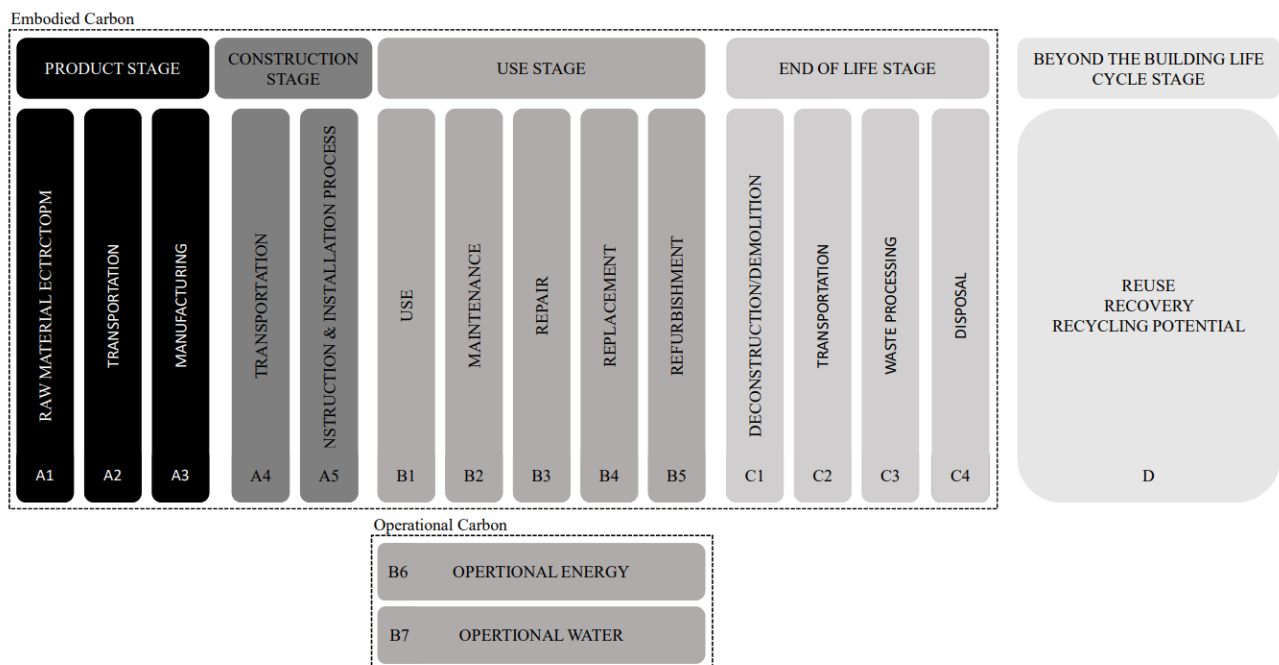 Embodied Carbon
PRODUCT STAGE
CONSTRUCTION
STAGE
USE STAGE
END OF LIFE STAGE
BEYOND THE BUILDING LIFE
CYCLE STAGE
RAW MATERIAL ECTRCTOPM
A1
TRANSPORTATION
A2
MANUFACTURING
A3
TRANSPORTATION
A4
NSTRUCTION & INSTALLATION PROCESS
A5
USE
B1
MAINTENANCE
B2
REPAIR
B3
REPLACEMENT
B4
REFURBISHMENT
B5
DECONSTRUCTION/DEMOLITION
C1
TRANSPORTATION
C2
WASTE PROCESSING
C3
DISPOSAL
C4
REUSE
RECOVERY
RECYCLING POTENTIAL
D
Operational Carbon
B6 OPERTIONAL ENERGY
B7 OPERTIONAL WATER